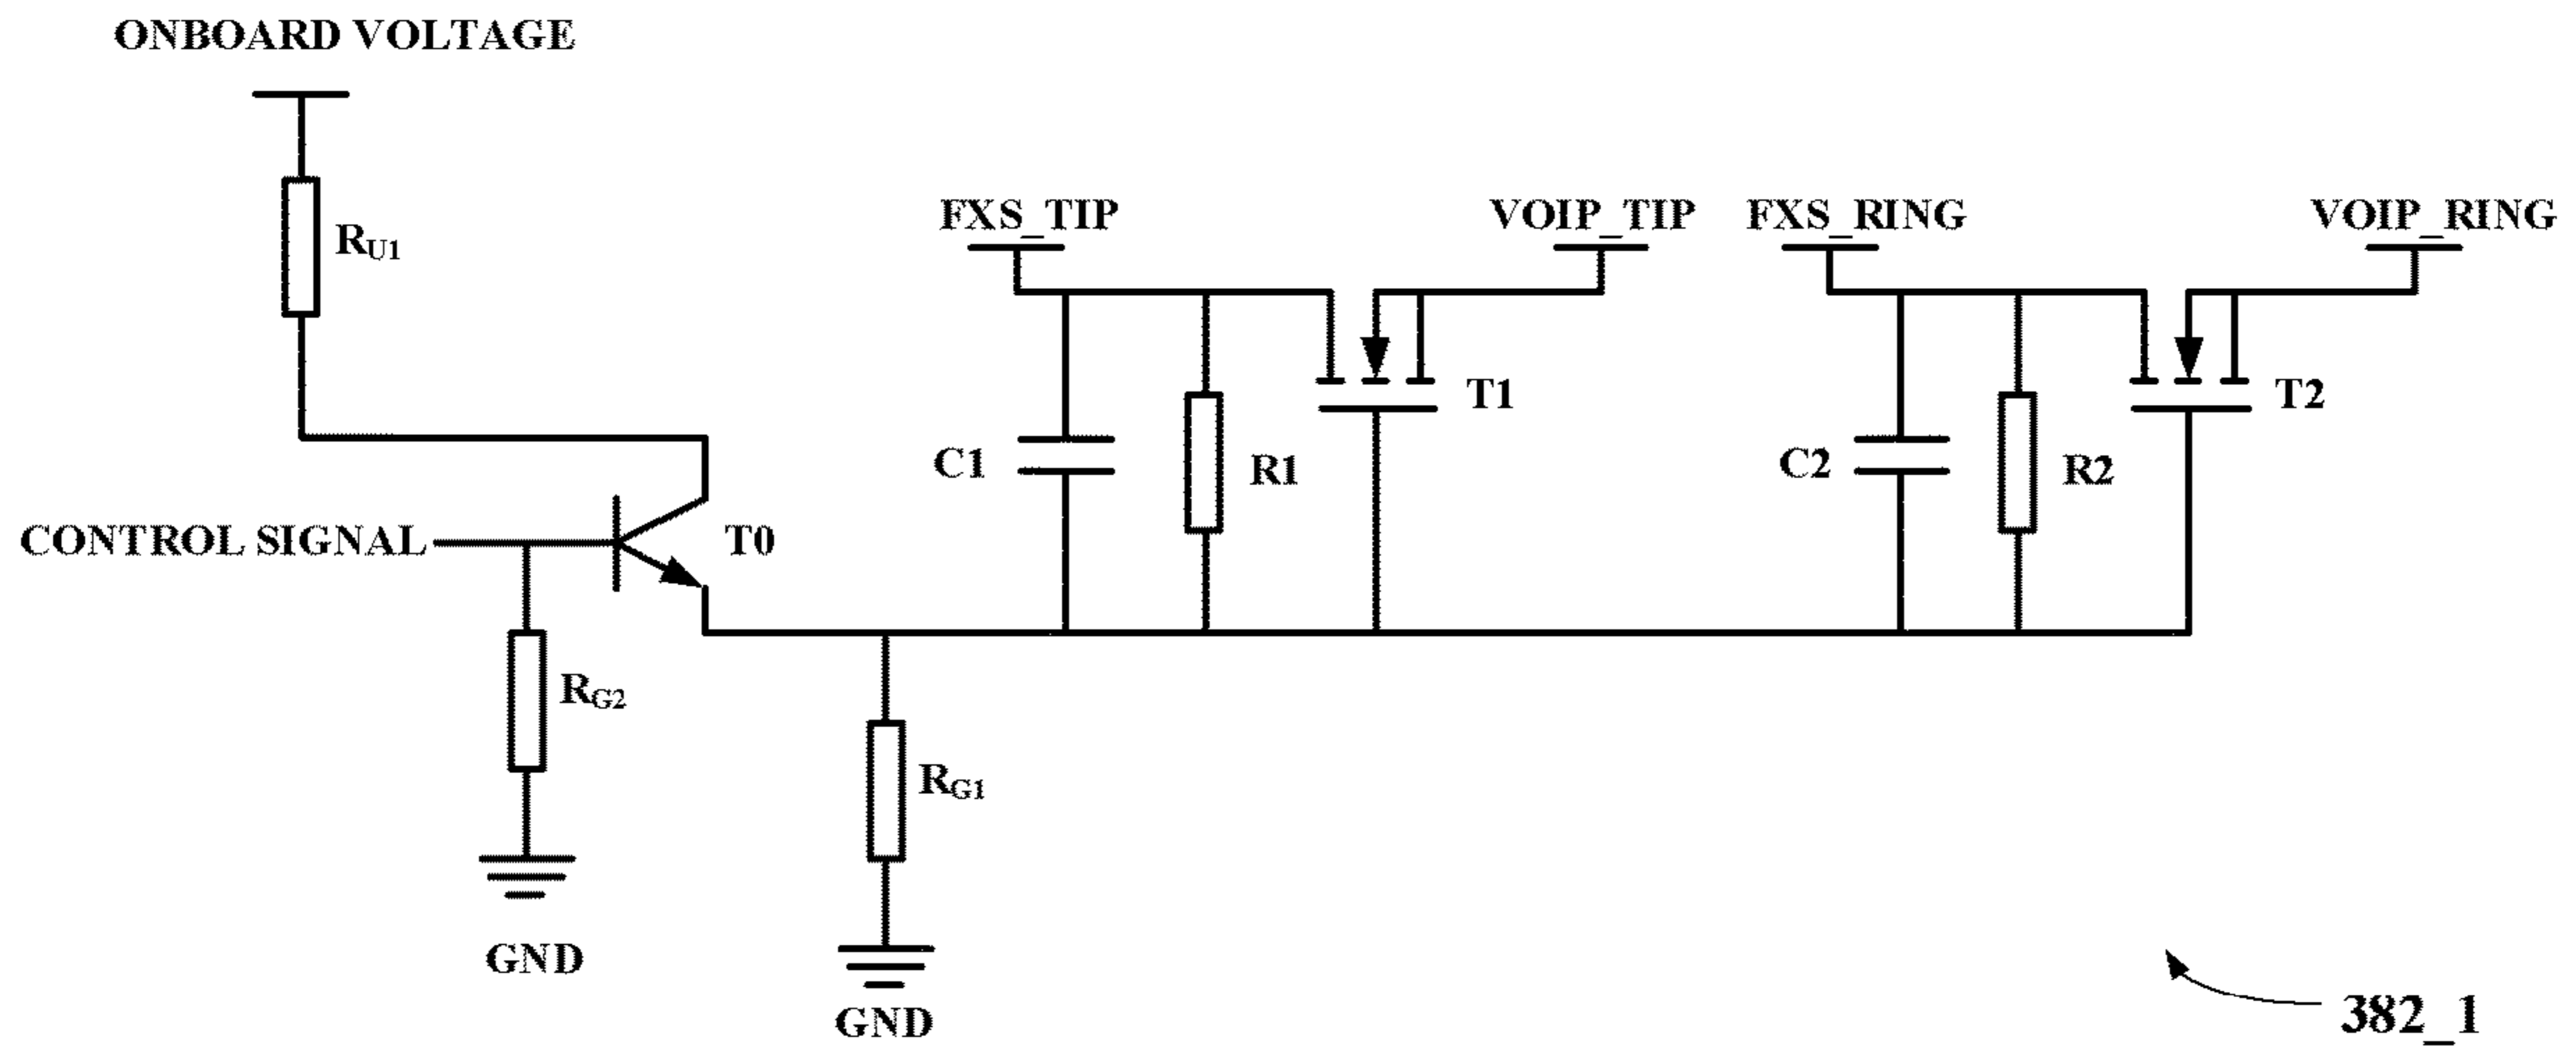 ONBOARD VOLTAGE
RU1
FXS_TIP
VOIP_TIP
FXS_RING
VOIP_RING
T1
T2
C1
R1
C2
R2
CONTROL SIGNAL
T0
RG2
RG1
GND
GND
382_1